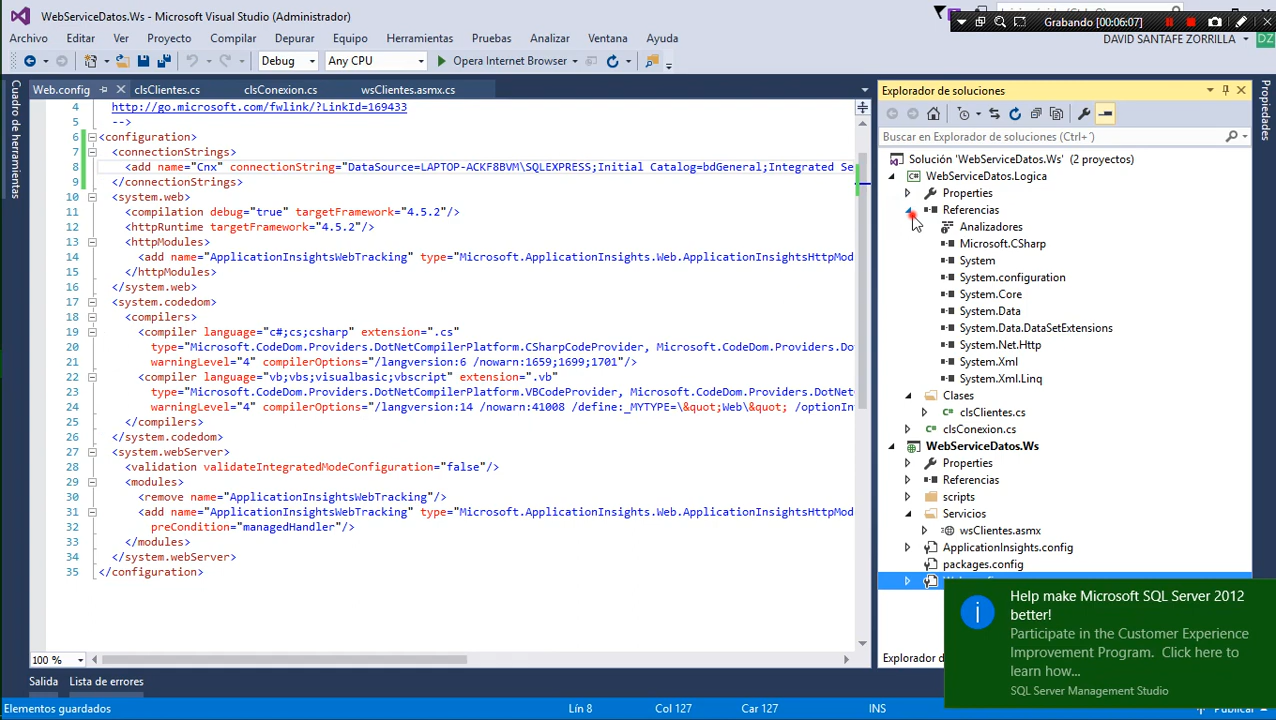 WebServiceDatos.Ws - Microsoft Visual Studio (Administrador)
Grabando (00:06:07)
Archivo Editar Ver Proyecto Compilar Depurar Equipo Herramientas Pruebas Analizar Ventana Ayuda
DAVID SANTAFE ZORRILLA DZ
Debug Any CPU Opera Internet Browser
Cuadro de herramientas
Web.config clsClientes.cs clsConexion.cs wsClientes.asmx.cs
4 http://go.microsoft.com/fwlink/?LinkId=169433
5 -->
6 <configuration>
7 <connectionStrings>
8 <add name="Cnx" connectionString="DataSource=LAPTOP-ACKF8BVM\SQLEXPRESS;Initial Catalog=bdGeneral;Integrated Se
9 </connectionStrings>
10 <system.web>
11 <compilation debug="true" targetFramework="4.5.2"/>
12 <httpRuntime targetFramework="4.5.2"/>
13 <httpModules>
14 <add name="ApplicationInsightsWebTracking" type="Microsoft.ApplicationInsights.Web.ApplicationInsightsHttpMod
15 </httpModules>
16 </system.web>
17 <system.codedom>
18 <compilers>
19 <compiler language="c#;cs;csharp" extension=".cs"
20 type="Microsoft.CodeDom.Providers.DotNetCompilerPlatform.CSharpCodeProvider, Microsoft.CodeDom.Providers.Do
21 warningLevel="4" compilerOptions="/langversion:6 /nowarn:1659;1699;1701"/>
22 <compiler language="vb;vbs;visualbasic;vbscript" extension=".vb"
23 type="Microsoft.CodeDom.Providers.DotNetCompilerPlatform.VBCodeProvider, Microsoft.CodeDom.Providers.DotNet
24 warningLevel="4" compilerOptions="/langversion:14 /nowarn:41008 /define:_MYTYPE=\&quot;Web\&quot; /optionIn
25 </compilers>
26 </system.codedom>
27 <system.webServer>
28 <validation validateIntegratedModeConfiguration="false"/>
29 <modules>
30 <remove name="ApplicationInsightsWebTracking"/>
31 <add name="ApplicationInsightsWebTracking" type="Microsoft.ApplicationInsights.Web.ApplicationInsightsHttpMod
32 preCondition="managedHandler"/>
33 </modules>
34 </system.webServer>
35 </configuration>
100 %
Explorador de soluciones
Buscar en Explorador de soluciones (Ctrl+´)
Solución 'WebServiceDatos.Ws' (2 proyectos)
WebServiceDatos.Logica
Properties
Referencias
Analizadores
Microsoft.CSharp
System
System.configuration
System.Core
System.Data
System.Data.DataSetExtensions
System.Net.Http
System.Xml
System.Xml.Linq
Clases
clsClientes.cs
clsConexion.cs
WebServiceDatos.Ws
Properties
Referencias
scripts
Servicios
wsClientes.asmx
ApplicationInsights.config
packages.config
Explorador d
Propiedades
Help make Microsoft SQL Server 2012
better!
Participate in the Customer Experience
Improvement Program. Click here to
learn how...
SQL Server Management Studio
Salida Lista de errores
Elementos guardados Lín 8 Col 127 Car 127 INS Publicar